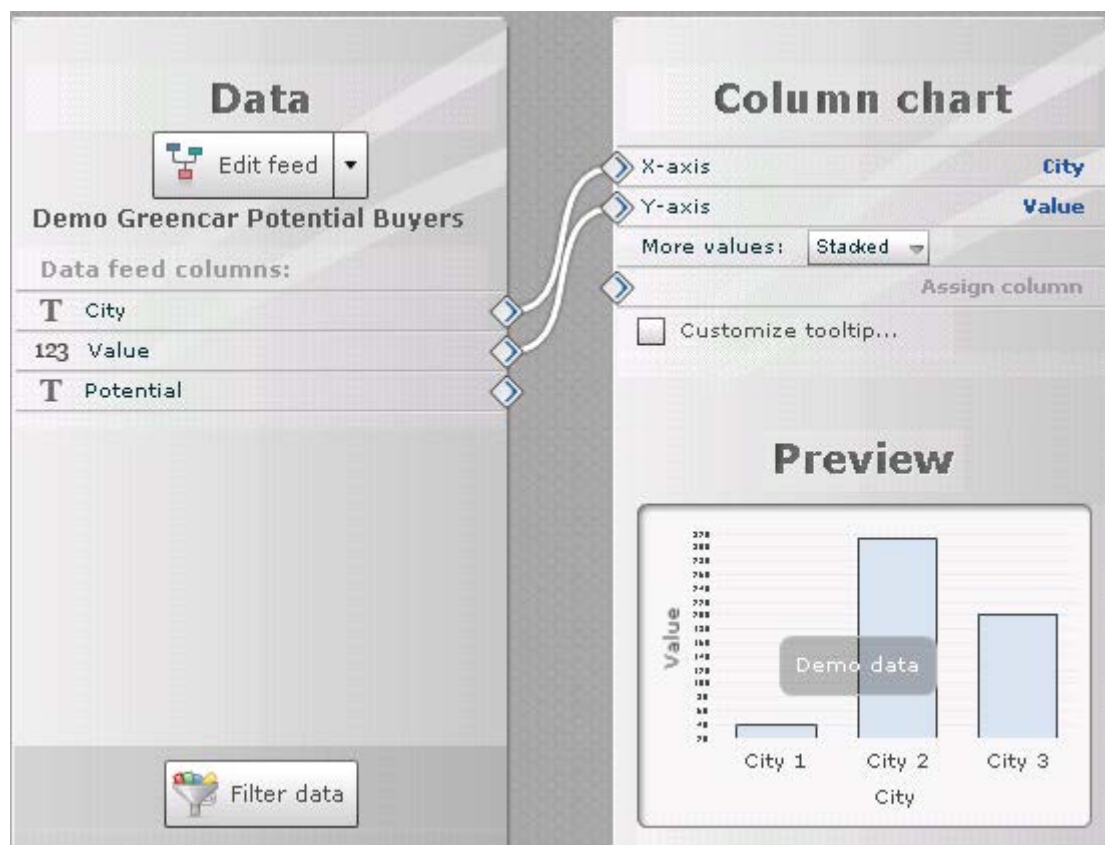 Data
Edit feed
Demo Greencar Potential Buyers
Data feed columns:
T City
123 Value
T Potential
Filter data
Column chart
X-axis City
Y-axis Value
More values: Stacked
Assign column
Customize tooltip...
Preview
Value
Demo data
City 1 City 2 City 3
City